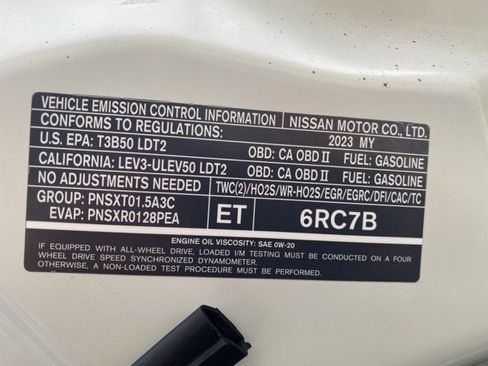 VEHICLE EMISSION CONTROL INFORMATION NISSAN MOTOR CO., LTD.
CONFORMS TO REGULATIONS: 2023 MY
U.S. EPA: T3B50 LDT2 OBD: CA OBD II FUEL: GASOLINE
CALIFORNIA: LEV3-ULEV50 LDT2 OBD: CA OBD II FUEL: GASOLINE
NO ADJUSTMENTS NEEDED TWC(2)/HO2S/WR-HO2S/EGR/EGRC/DFI/CAC/TC
GROUP: PNSXT01.5A3C
EVAP: PNSXR0128PEA
ET 6RC7B
ENGINE OIL VISCOSITY: SAE 0W-20
IF EQUIPPED WITH ALL-WHEEL DRIVE, LOADED I/M TESTING MUST BE CONDUCTED ON A FOUR
WHEEL DRIVE SPEED SYNCHRONIZED DYNAMOMETER.
OTHERWISE, A NON-LOADED TEST PROCEDURE MUST BE PERFORMED.